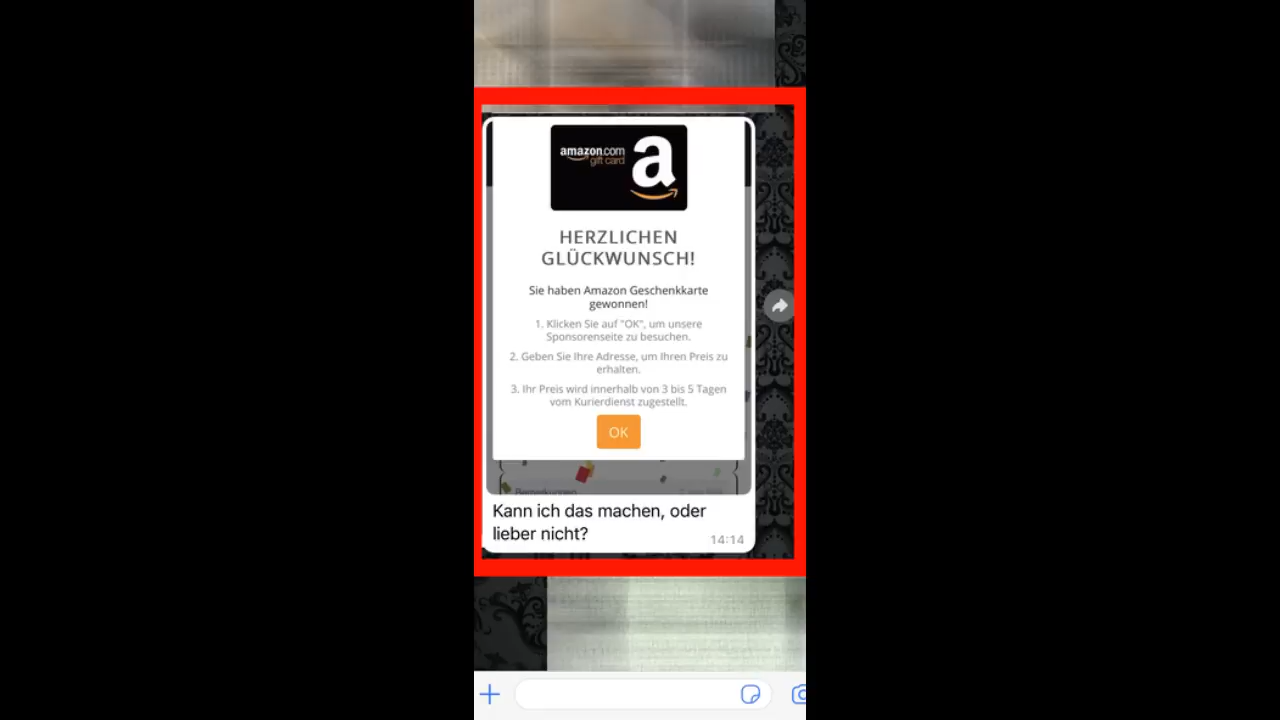 amazon.com
gift card
a
HERZLICHEN
GLÜCKWUNSCH!
Sie haben Amazon Geschenkkarte
gewonnen!
1. Klicken Sie auf "OK", um unsere
Sponsorenseite zu besuchen.
2. Geben Sie Ihre Adresse, um Ihren Preis zu
erhalten.
3. Ihr Preis wird innerhalb von 3 bis 5 Tagen
vom Kurierdienst zugestellt.
OK
Kann ich das machen, oder
lieber nicht?
14:14